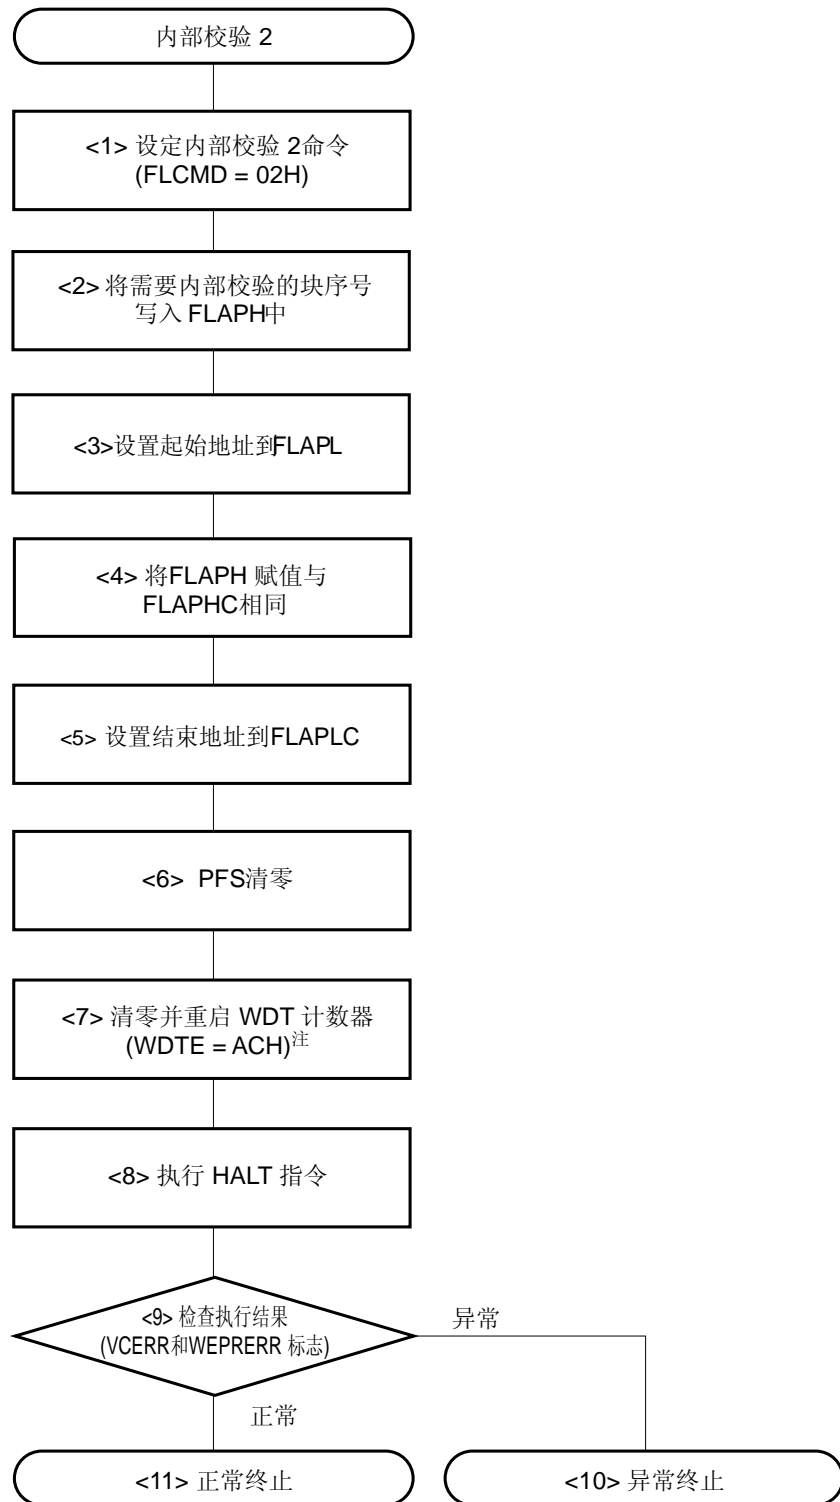 内部校验 2
<1> 设定内部校验 2命令
(FLCMD = 02H)
<2> 将需要内部校验的块序号
写入 FLAPH中
<3>设置起始地址到FLAPL
<4> 将FLAPH 赋值与
FLAPHC相同
<5> 设置结束地址到FLAPLC
<6> PFS清零
<7> 清零并重启 WDT 计数器
(WDTE = ACH)注
<8> 执行 HALT 指令
<9> 检查执行结果
(VCERR和WEPRERR 标志)
异常
正常
<11> 正常终止
<10> 异常终止